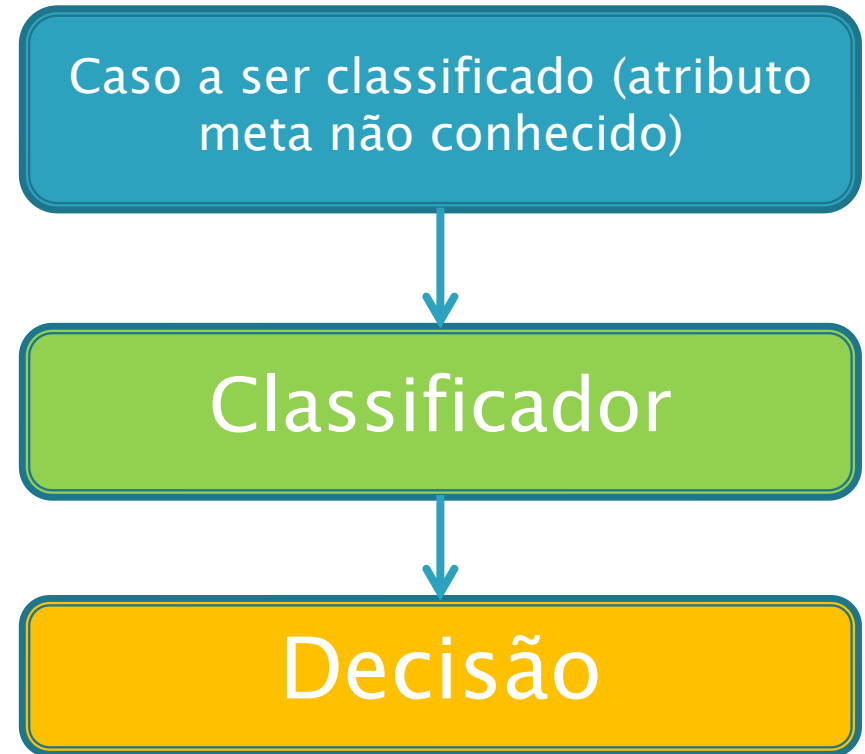 Caso a ser classificado (atributo
meta não conhecido)
Classificador
Decisão